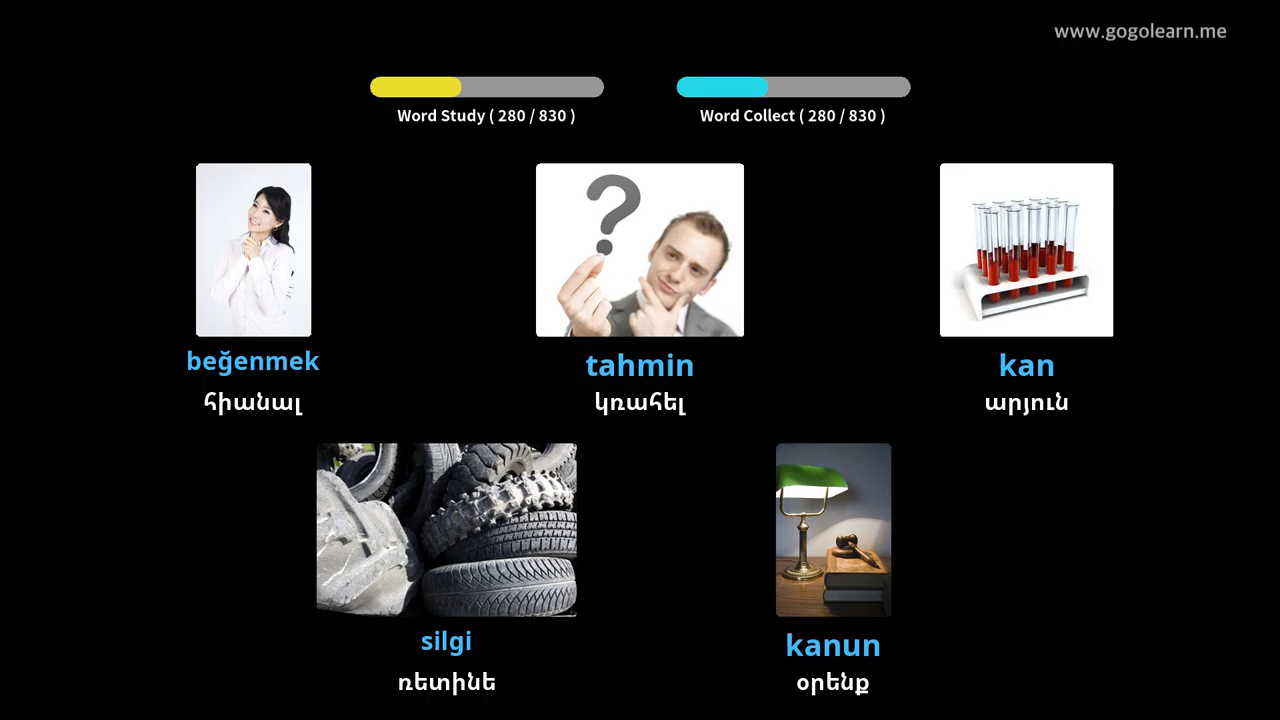 www.gogolearn.me
Word Study ( 280 / 830 )
Word Collect ( 280 / 830 )
beğenmek
հիանալ
tahmin
կռահել
kan
արյուն
silgi
ռետինե
kanun
օրենք